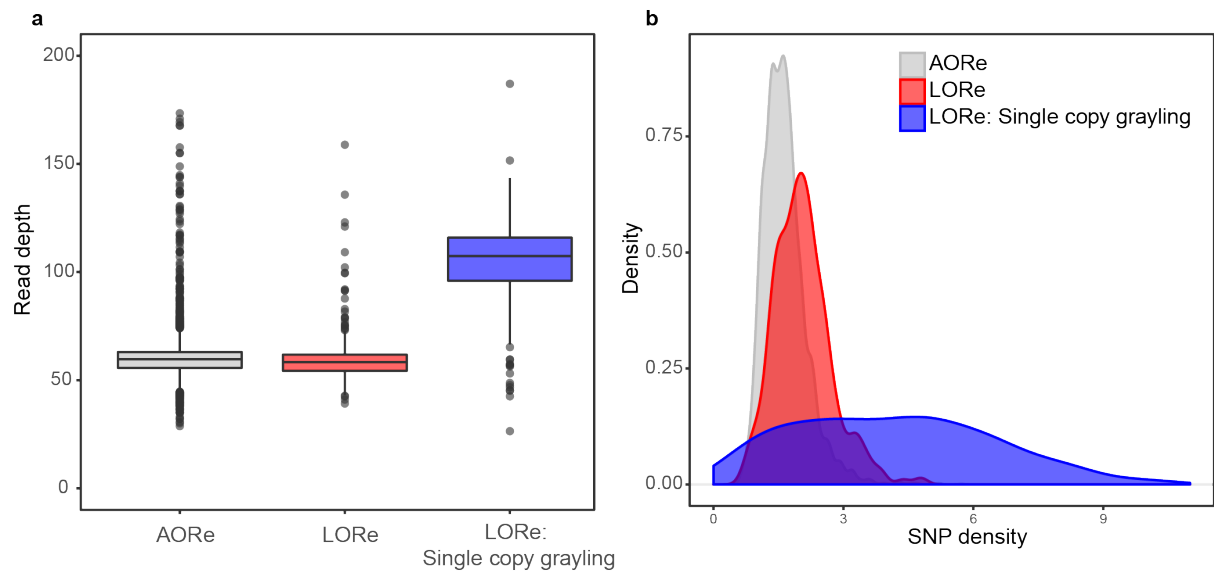 a
200
150
100
50
0
Read depth
AORe
LORe
LORe:
Single copy grayling
b
AORe
LORe
LORe: Single copy grayling
0.75
0.50
0.25
0.00
Density
0
3
6
9
SNP density